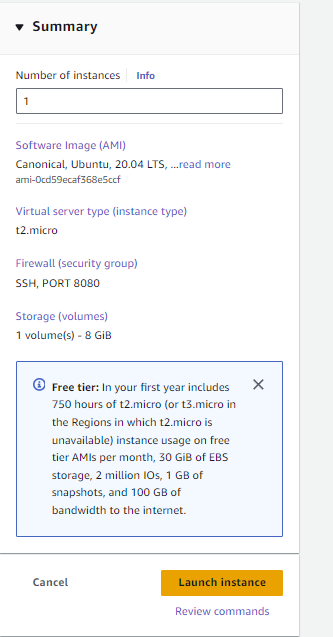 Summary
Number of instances Info
1
Software Image (AMI)
Canonical, Ubuntu, 20.04 LTS, ...read more
ami-0cd59ecaf368e5ccf
Virtual server type (instance type)
t2.micro
Firewall (security group)
SSH, PORT 8080
Storage (volumes)
1 volume(s) - 8 GiB
Free tier: In your first year includes
750 hours of t2.micro (or t3.micro in
the Regions in which t2.micro is
unavailable) instance usage on free
tier AMIs per month, 30 GiB of EBS
storage, 2 million IOs, 1 GB of
snapshots, and 100 GB of
bandwidth to the internet.
Cancel Launch instance
Review commands